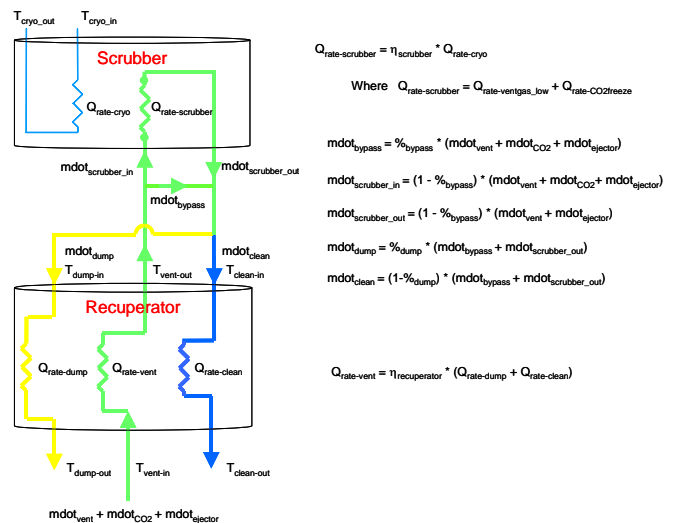 T_cryo_out T_cryo_in
Scrubber
Q_rate-cryo Q_rate-scrubber
mdot_scrubber_in mdot_scrubber_out
mdot_bypass
mdot_dump mdot_clean
T_dump-in T_vent-out T_clean-in
Recuperator
Q_rate-dump Q_rate-vent Q_rate-clean
T_dump-out T_vent-in T_clean-out
mdot_vent + mdot_CO2 + mdot_ejector
Q_rate-scrubber = η_scrubber * Q_rate-cryo
Where Q_rate-scrubber = Q_rate-ventgas_low + Q_rate-CO2freeze
mdot_bypass = %_bypass * (mdot_vent + mdot_CO2 + mdot_ejector)
mdot_scrubber_in = (1 - %_bypass) * (mdot_vent + mdot_CO2 + mdot_ejector)
mdot_scrubber_out = (1 - %_bypass) * (mdot_vent + mdot_ejector)
mdot_dump = %_dump * (mdot_bypass + mdot_scrubber_out)
mdot_clean = (1-%_dump) * (mdot_bypass + mdot_scrubber_out)
Q_rate-vent = η_recuperator * (Q_rate-dump + Q_rate-clean)